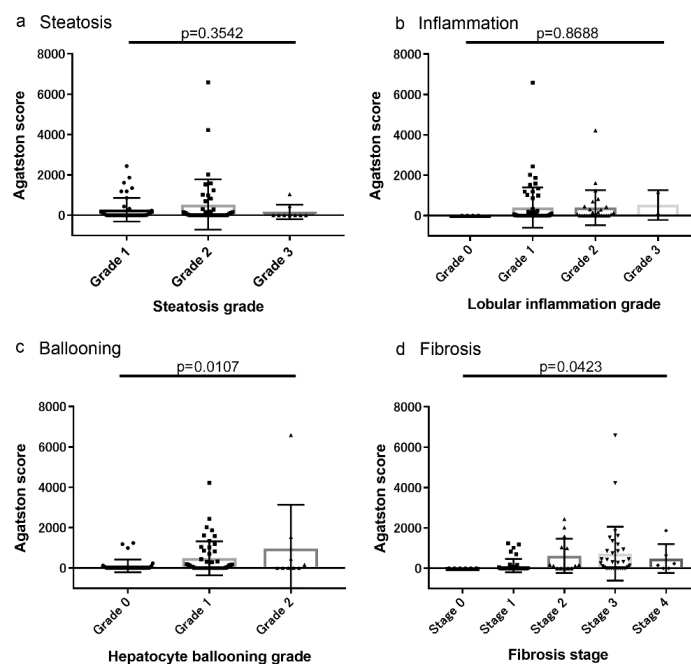 a Steatosis
p=0.3542
Agatston score
8000
6000
4000
2000
0
Grade 1
Grade 2
Grade 3
Steatosis grade
b Inflammation
p=0.8688
Agatston score
8000
6000
4000
2000
0
Grade 0
Grade 1
Grade 2
Grade 3
Lobular inflammation grade
c Ballooning
p=0.0107
Agatston score
8000
6000
4000
2000
0
Grade 0
Grade 1
Grade 2
Hepatocyte ballooning grade
d Fibrosis
p=0.0423
Agatston score
8000
6000
4000
2000
0
Stage 0
Stage 1
Stage 2
Stage 3
Stage 4
Fibrosis stage